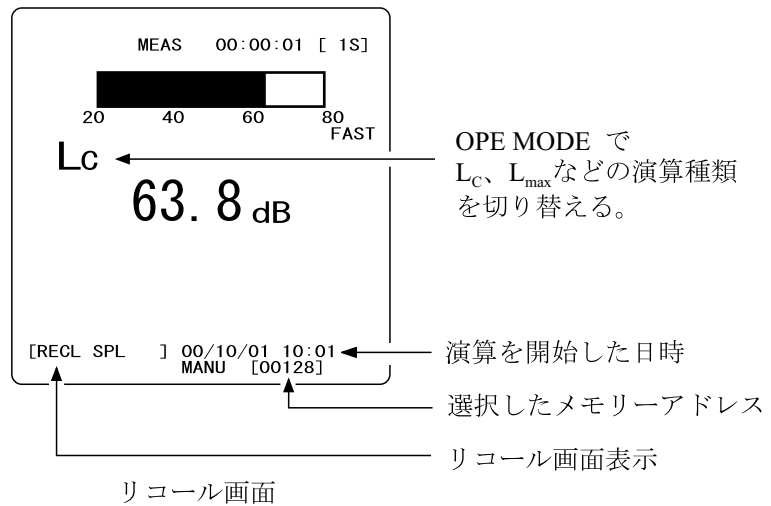 MEAS 00:00:01 [ 1S]
20 40 60 80
FAST
LC
63.8 dB
OPE MODE で
LC、Lmaxなどの演算種類
を切り替える。
[RECL SPL ] 00/10/01 10:01
MANU [00128]
演算を開始した日時
選択したメモリーアドレス
リコール画面表示
リコール画面